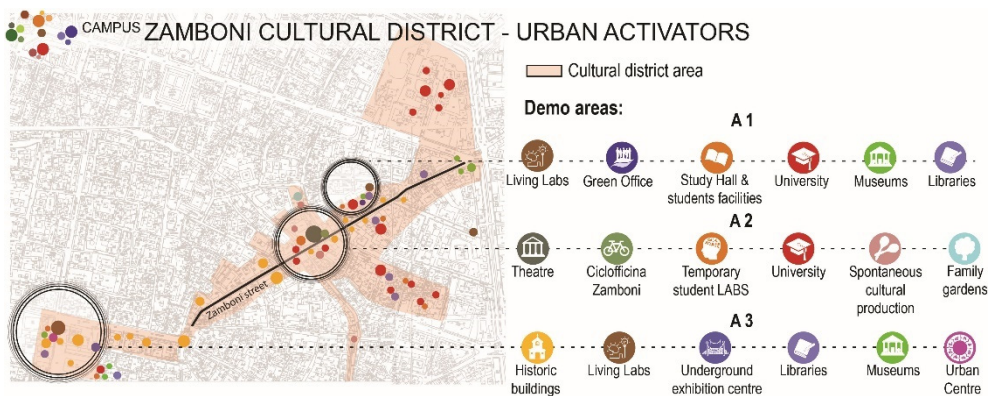 CAMPUS ZAMBONI CULTURAL DISTRICT - URBAN ACTIVATORS
Cultural district area
Demo areas:
A 1
Living Labs
Green Office
Study Hall &
students facilities
University
Museums
Libraries
A 2
Theatre
Ciclofficina
Zamboni
Temporary
student LABS
University
Spontaneous
cultural
production
Family
gardens
A 3
Historic
buildings
Living Labs
Underground
exhibition centre
Libraries
Museums
Urban
Centre
Zamboni street